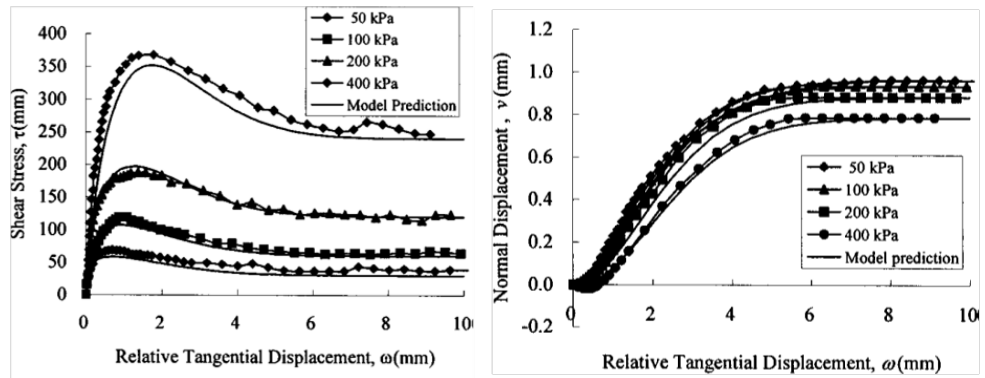 50 kPa
100 kPa
200 kPa
400 kPa
Model Prediction
400
350
300
250
200
150
100
50
0
0 2 4 6 8 10
Shear Stress, τ(mm)
Relative Tangential Displacement, ω(mm)
1.2
1.0
0.8
0.6
0.4
0.2
0.0
-0.2
0 2 4 6 8 10
Normal Displacement , v (mm)
50 kPa
100 kPa
200 kPa
400 kPa
Model prediction
Relative Tangential Displacement, ω(mm)